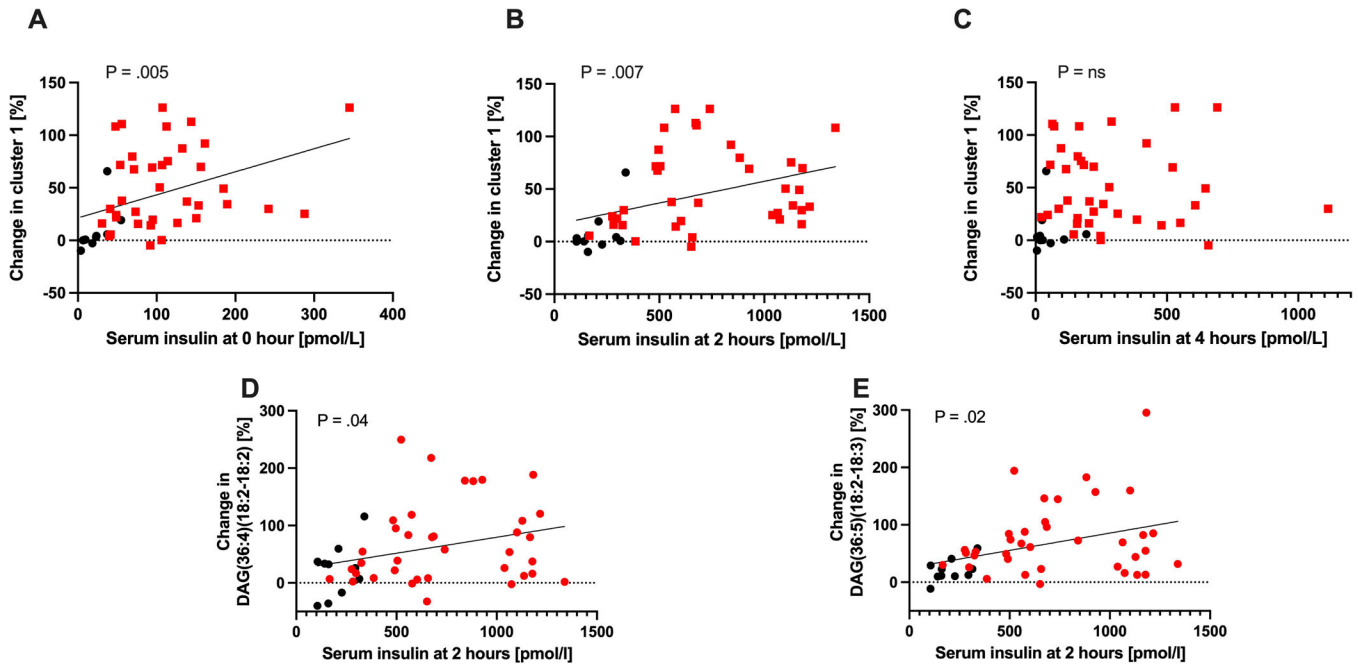 A
P = .005
Change in cluster 1 [%]
150
100
50
0
-50
0
100
200
300
400
Serum insulin at 0 hour [pmol/L]
B
P = .007
Change in cluster 1 [%]
150
100
50
0
-50
0
500
1000
1500
Serum insulin at 2 hours [pmol/L]
C
P = ns
Change in cluster 1 [%]
150
100
50
0
-50
0
500
1000
Serum insulin at 4 hours [pmol/L]
D
P = .04
Change in
DAG(36:4)(18:2-18:2) [%]
300
200
100
0
0
500
1000
1500
Serum insulin at 2 hours [pmol/l]
E
P = .02
Change in
DAG(36:5)(18:2-18:3) [%]
300
200
100
0
0
500
1000
1500
Serum insulin at 2 hours [pmol/l]